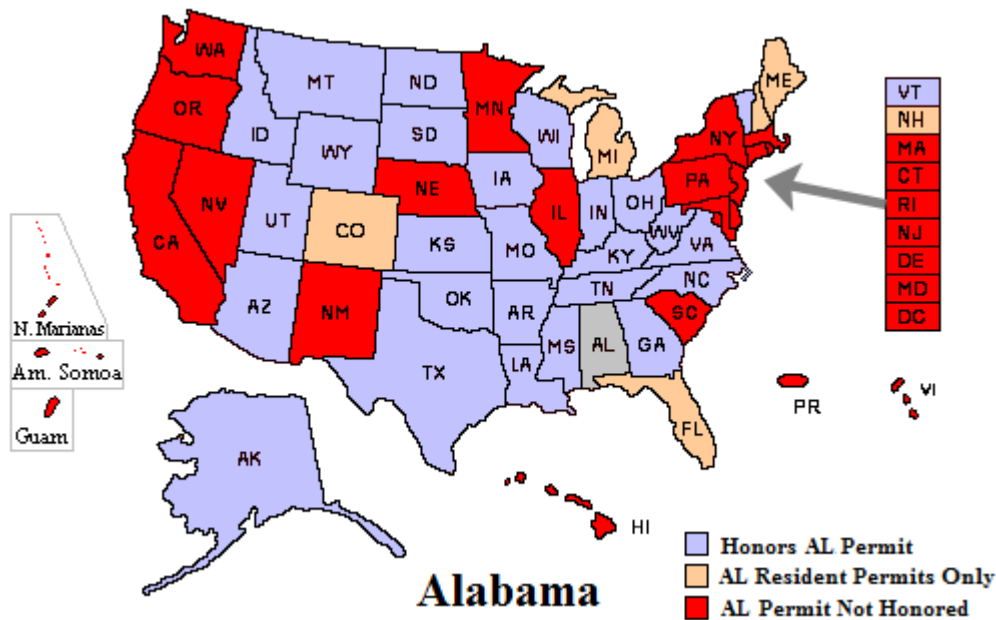 WA
OR
CA
NV
ID
MT
WY
UT
AZ
CO
NM
ND
SD
NE
KS
OK
TX
MN
IA
MO
AR
LA
WI
IL
MI
IN
OH
KY
TN
MS
AL
GA
FL
SC
NC
VA
WV
PA
NY
ME
VT
NH
MA
CT
RI
NJ
DE
MD
DC
N. Marianas
Am. Somoa
Guam
AK
HI
PR
VI
Alabama
Honors AL Permit
AL Resident Permits Only
AL Permit Not Honored